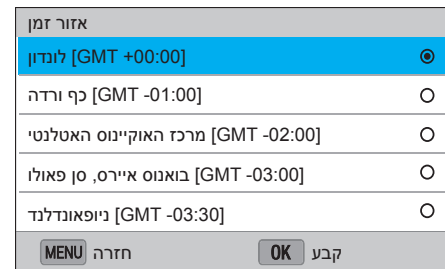 אזור זמן
[GMT +00:00] לונדון
[GMT -01:00] כף ורדה
[GMT -02:00] מרכז האוקיינוס האטלנטי
[GMT -03:00] בואנוס איירס, סן פאולו
[GMT -03:30] ניופאונדלנד
קבע OK חזרה MENU